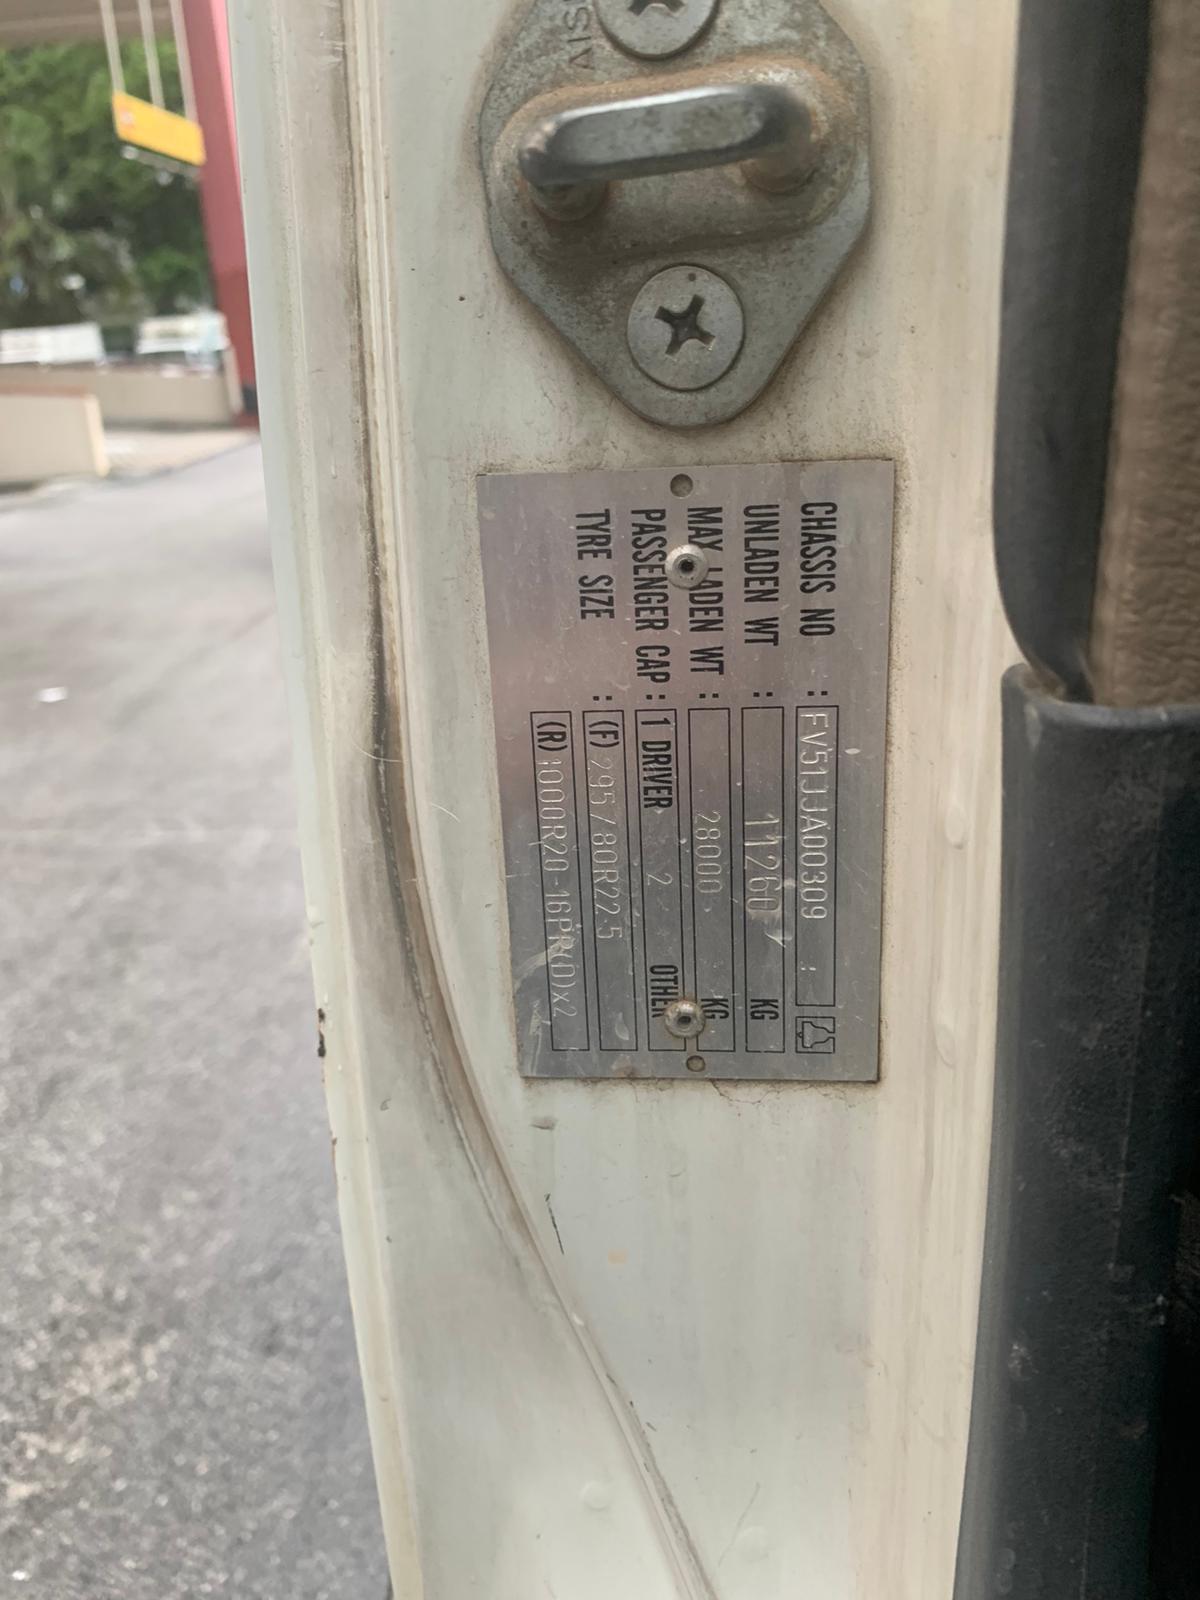 CHASSIS NO : FV51JJA00309
UNLADEN WT : 11260 KG
MAX LADEN WT : 28000 KG
PASSENGER CAP : 1 DRIVER 2 OTHER
TYRE SIZE : (F) 295/80R22.5
(R) 1000R20-16PR(D)x2